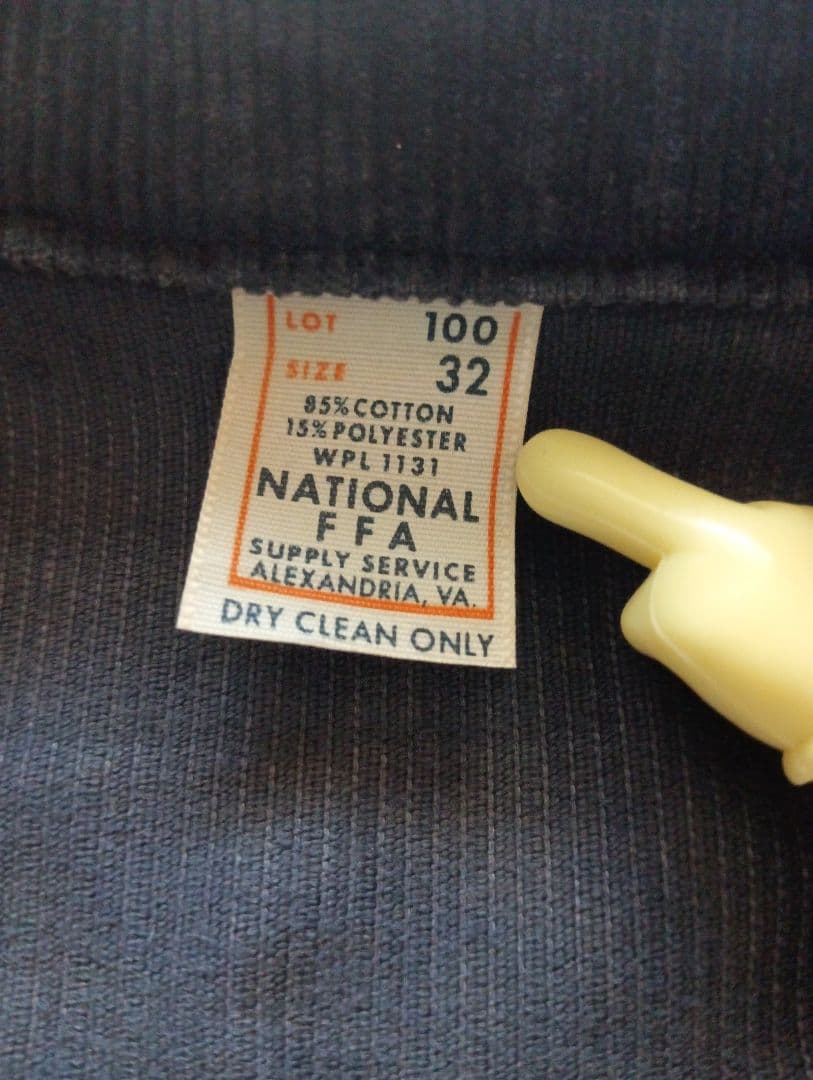 LOT 100
SIZE 32
85% COTTON
15% POLYESTER
WPL 1131
NATIONAL
FFA
SUPPLY SERVICE
ALEXANDRIA, VA.
DRY CLEAN ONLY